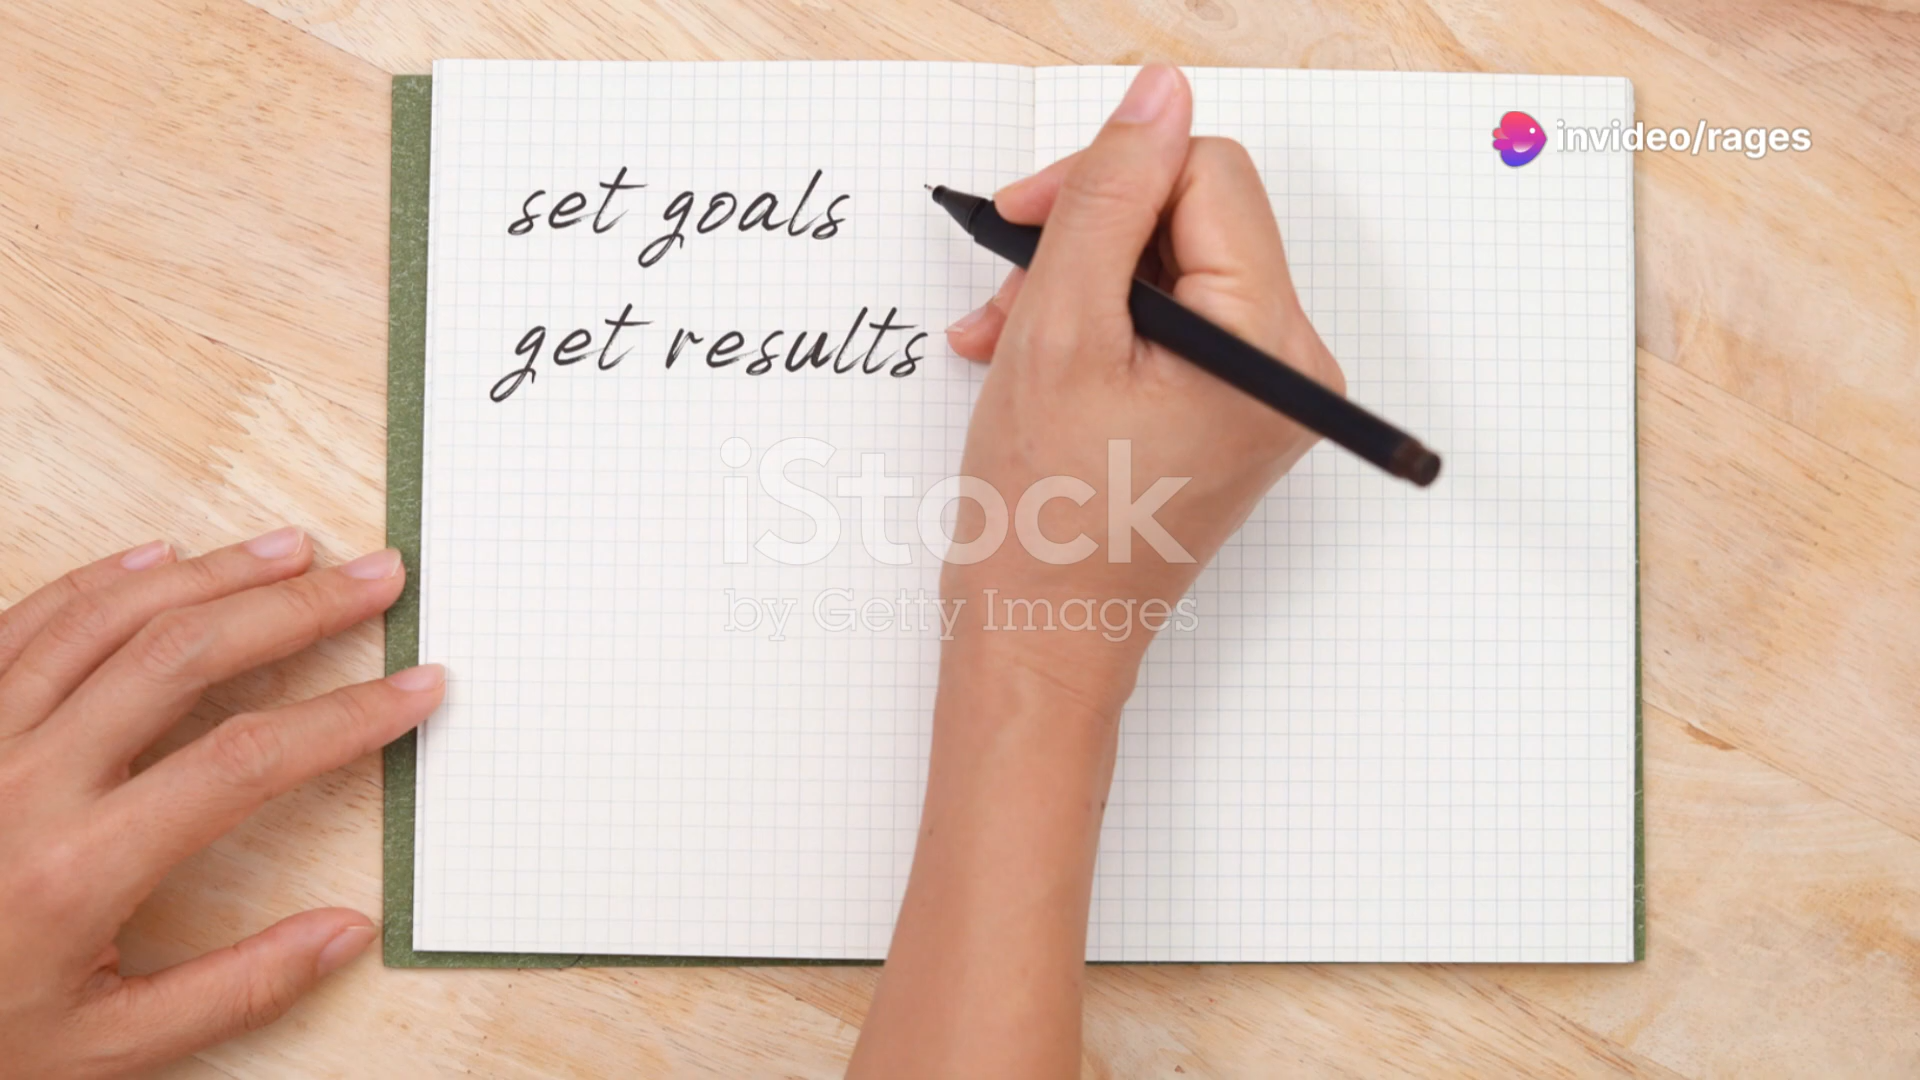 invideo/rages
set goals
get results
iStock
by Getty Images